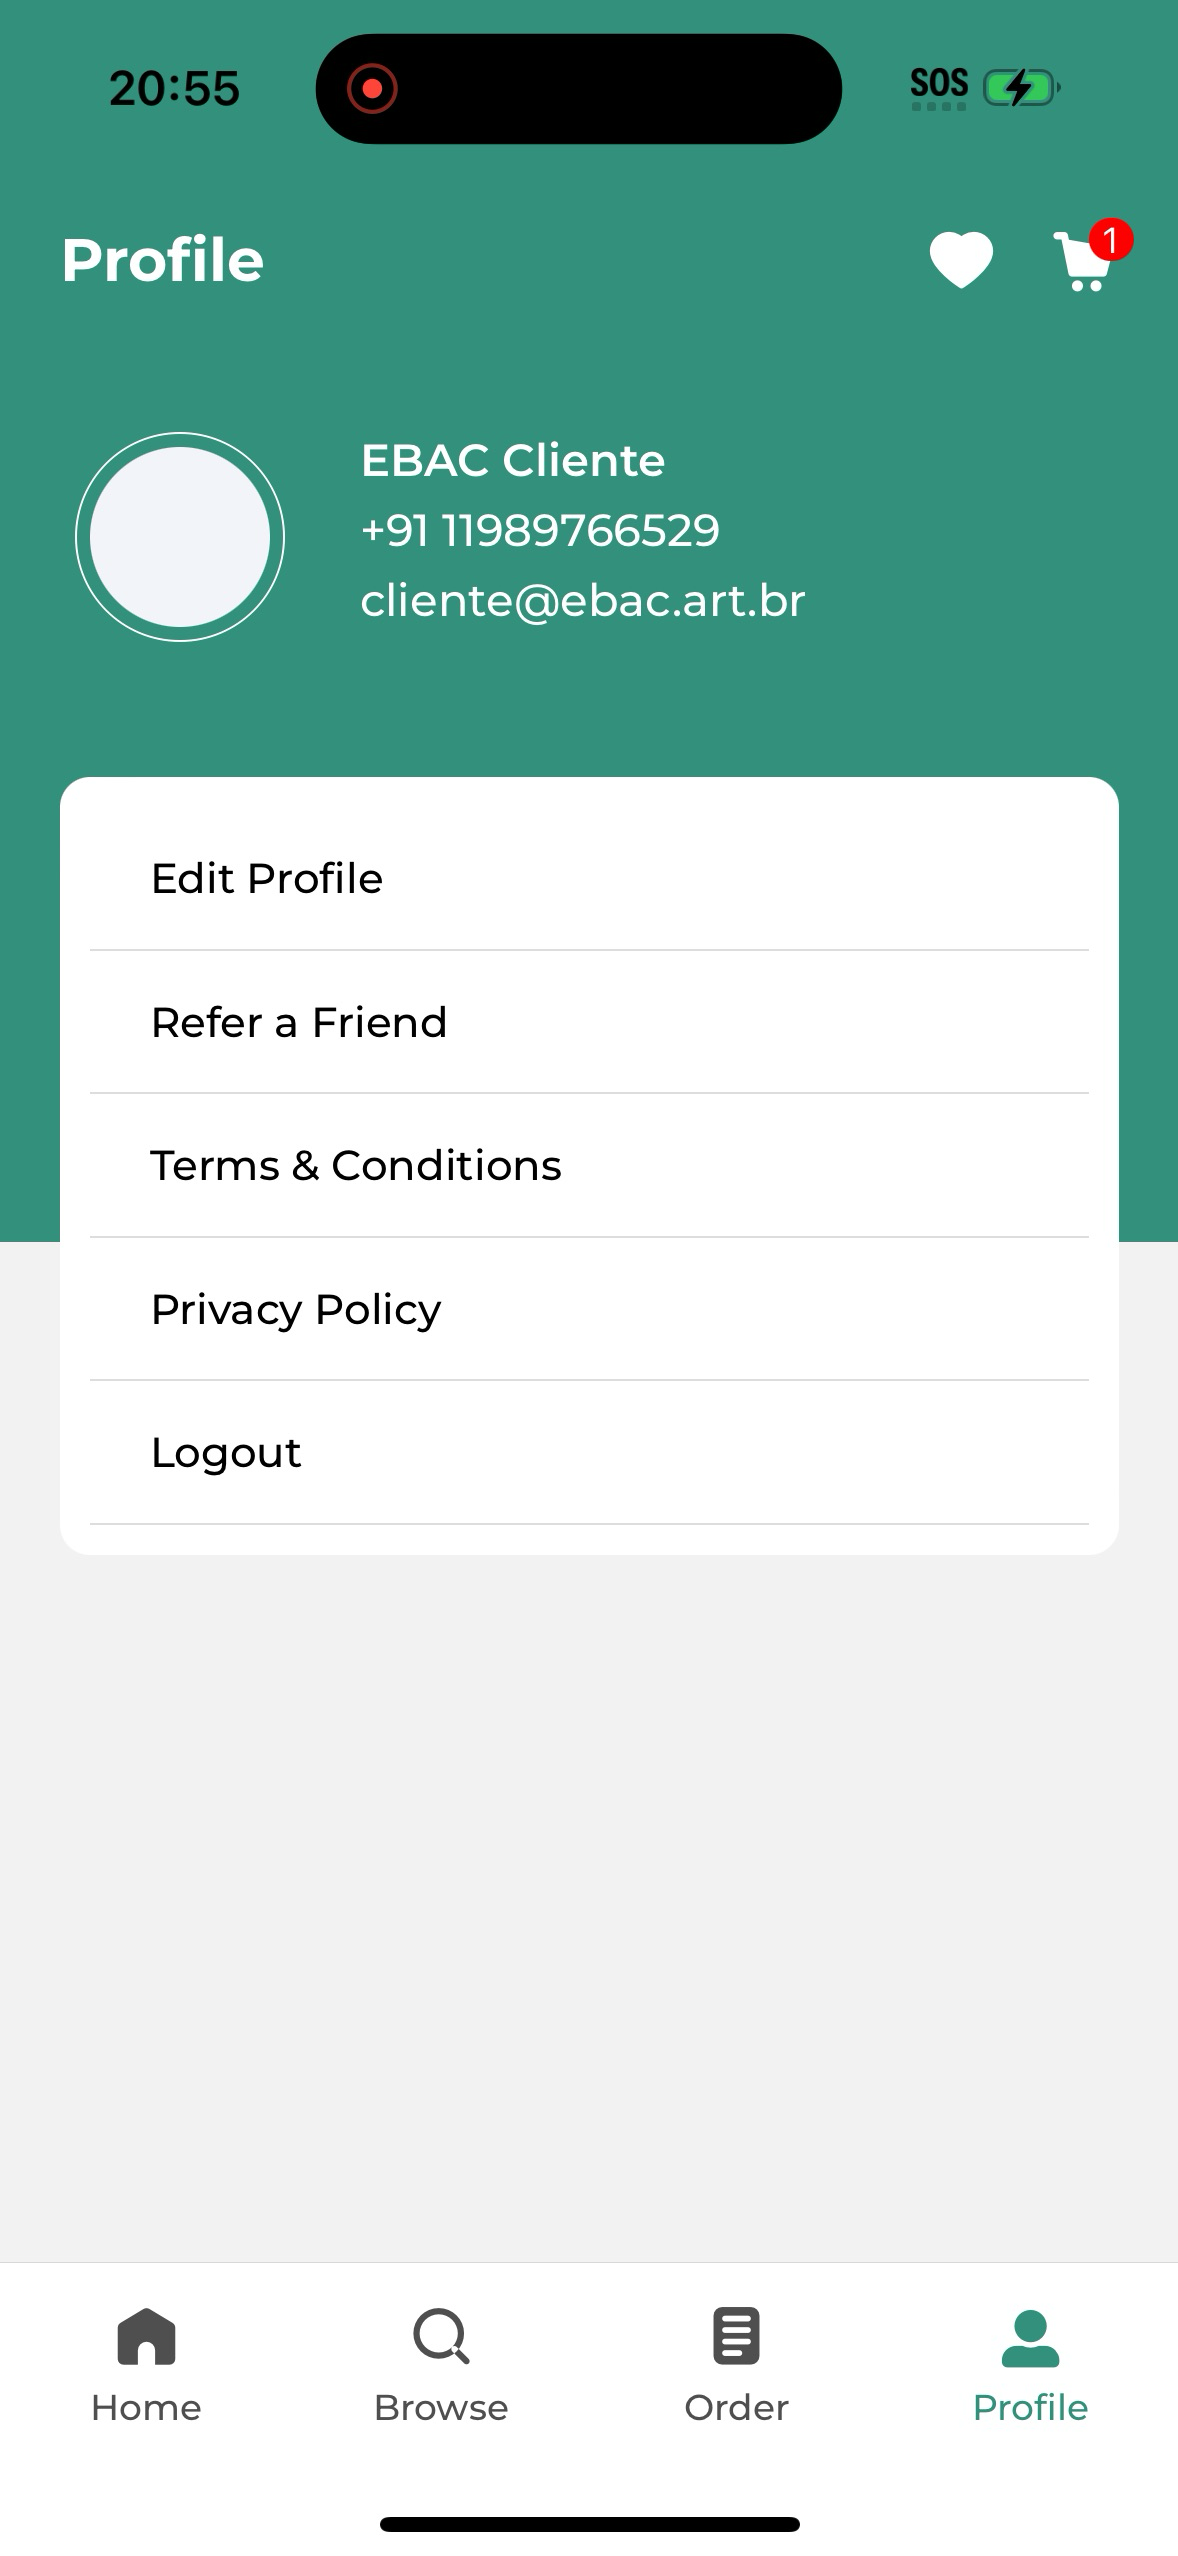 20:55
SOS
Profile
1
EBAC Cliente
+91 11989766529
cliente@ebac.art.br
Edit Profile
Refer a Friend
Terms & Conditions
Privacy Policy
Logout
Home
Browse
Order
Profile